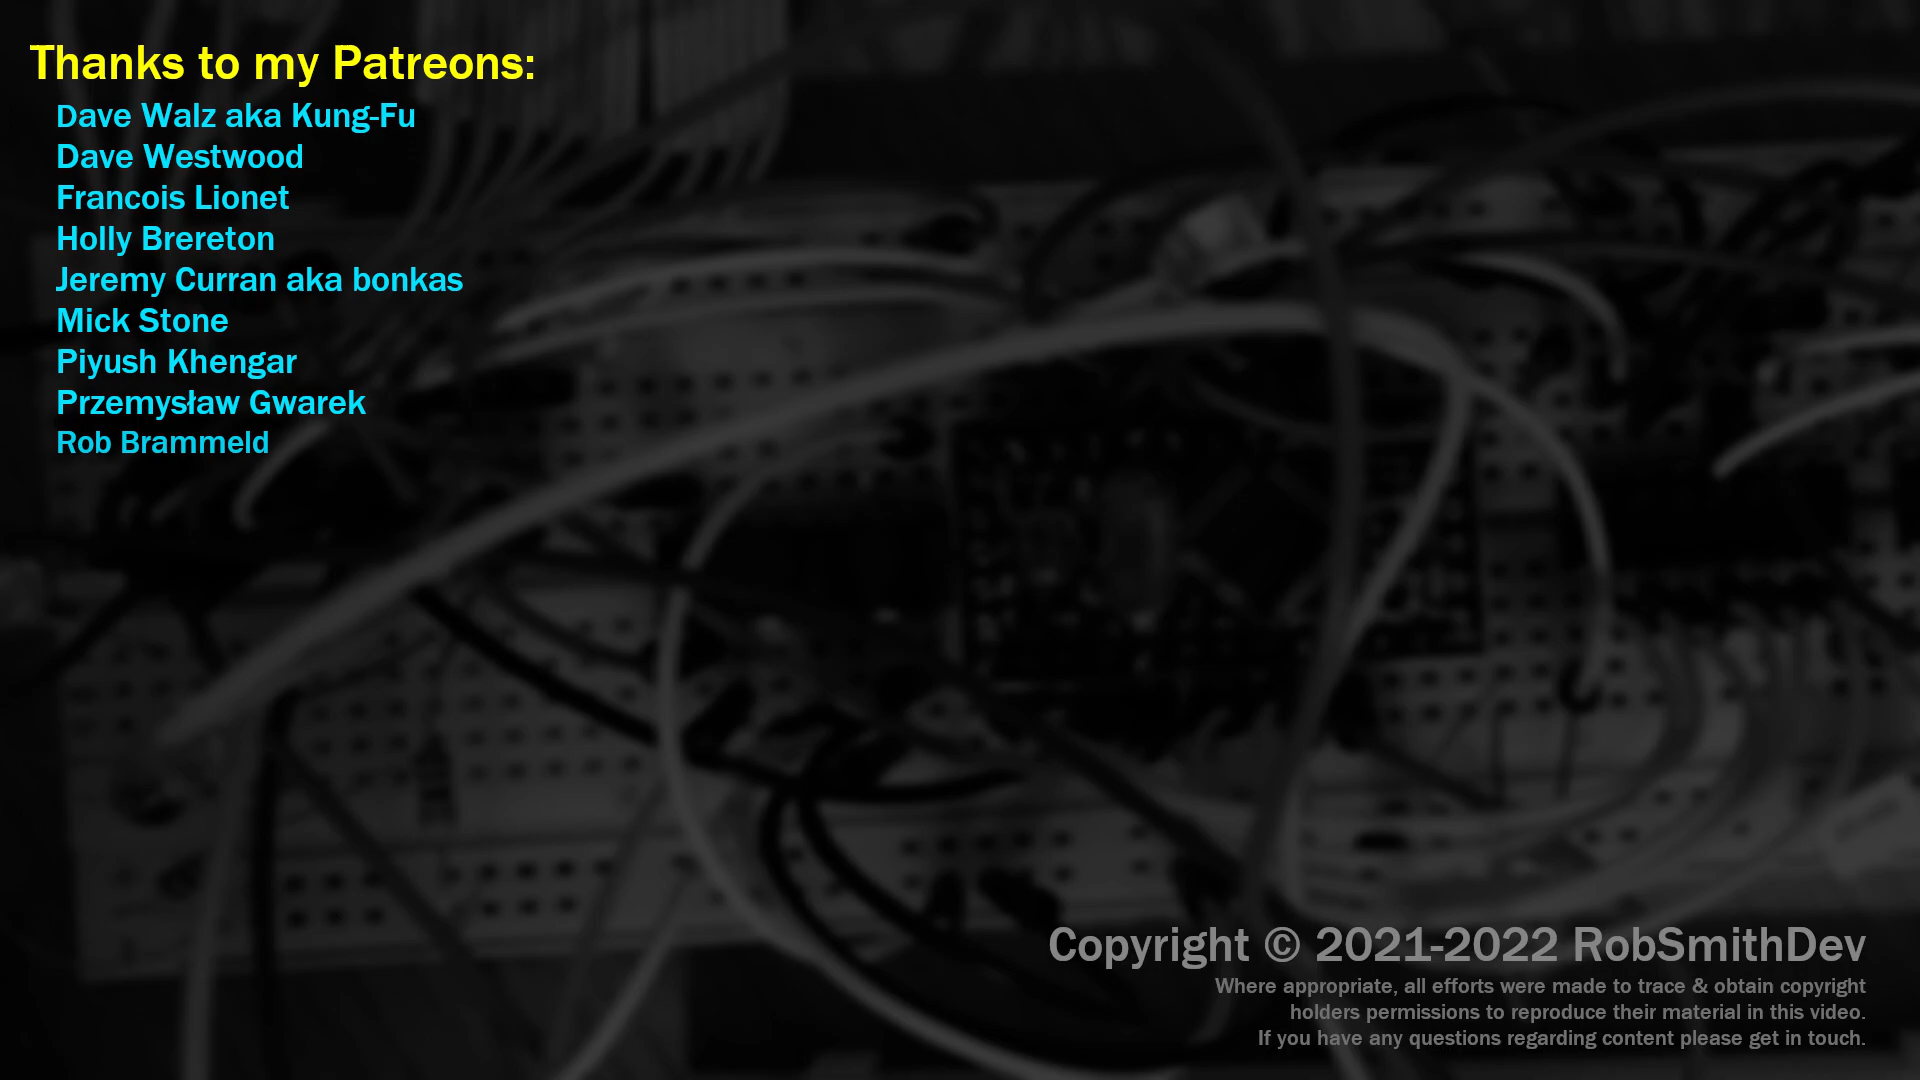 Thanks to my Patreons:
Dave Walz aka Kung-Fu
Dave Westwood
Francois Lionet
Holly Brereton
Jeremy Curran aka bonkas
Mick Stone
Piyush Khengar
Przemysław Gwarek
Rob Brammeld
Copyright © 2021-2022 RobSmithDev
Where appropriate, all efforts were made to trace & obtain copyright
holders permissions to reproduce their material in this video.
If you have any questions regarding content please get in touch.